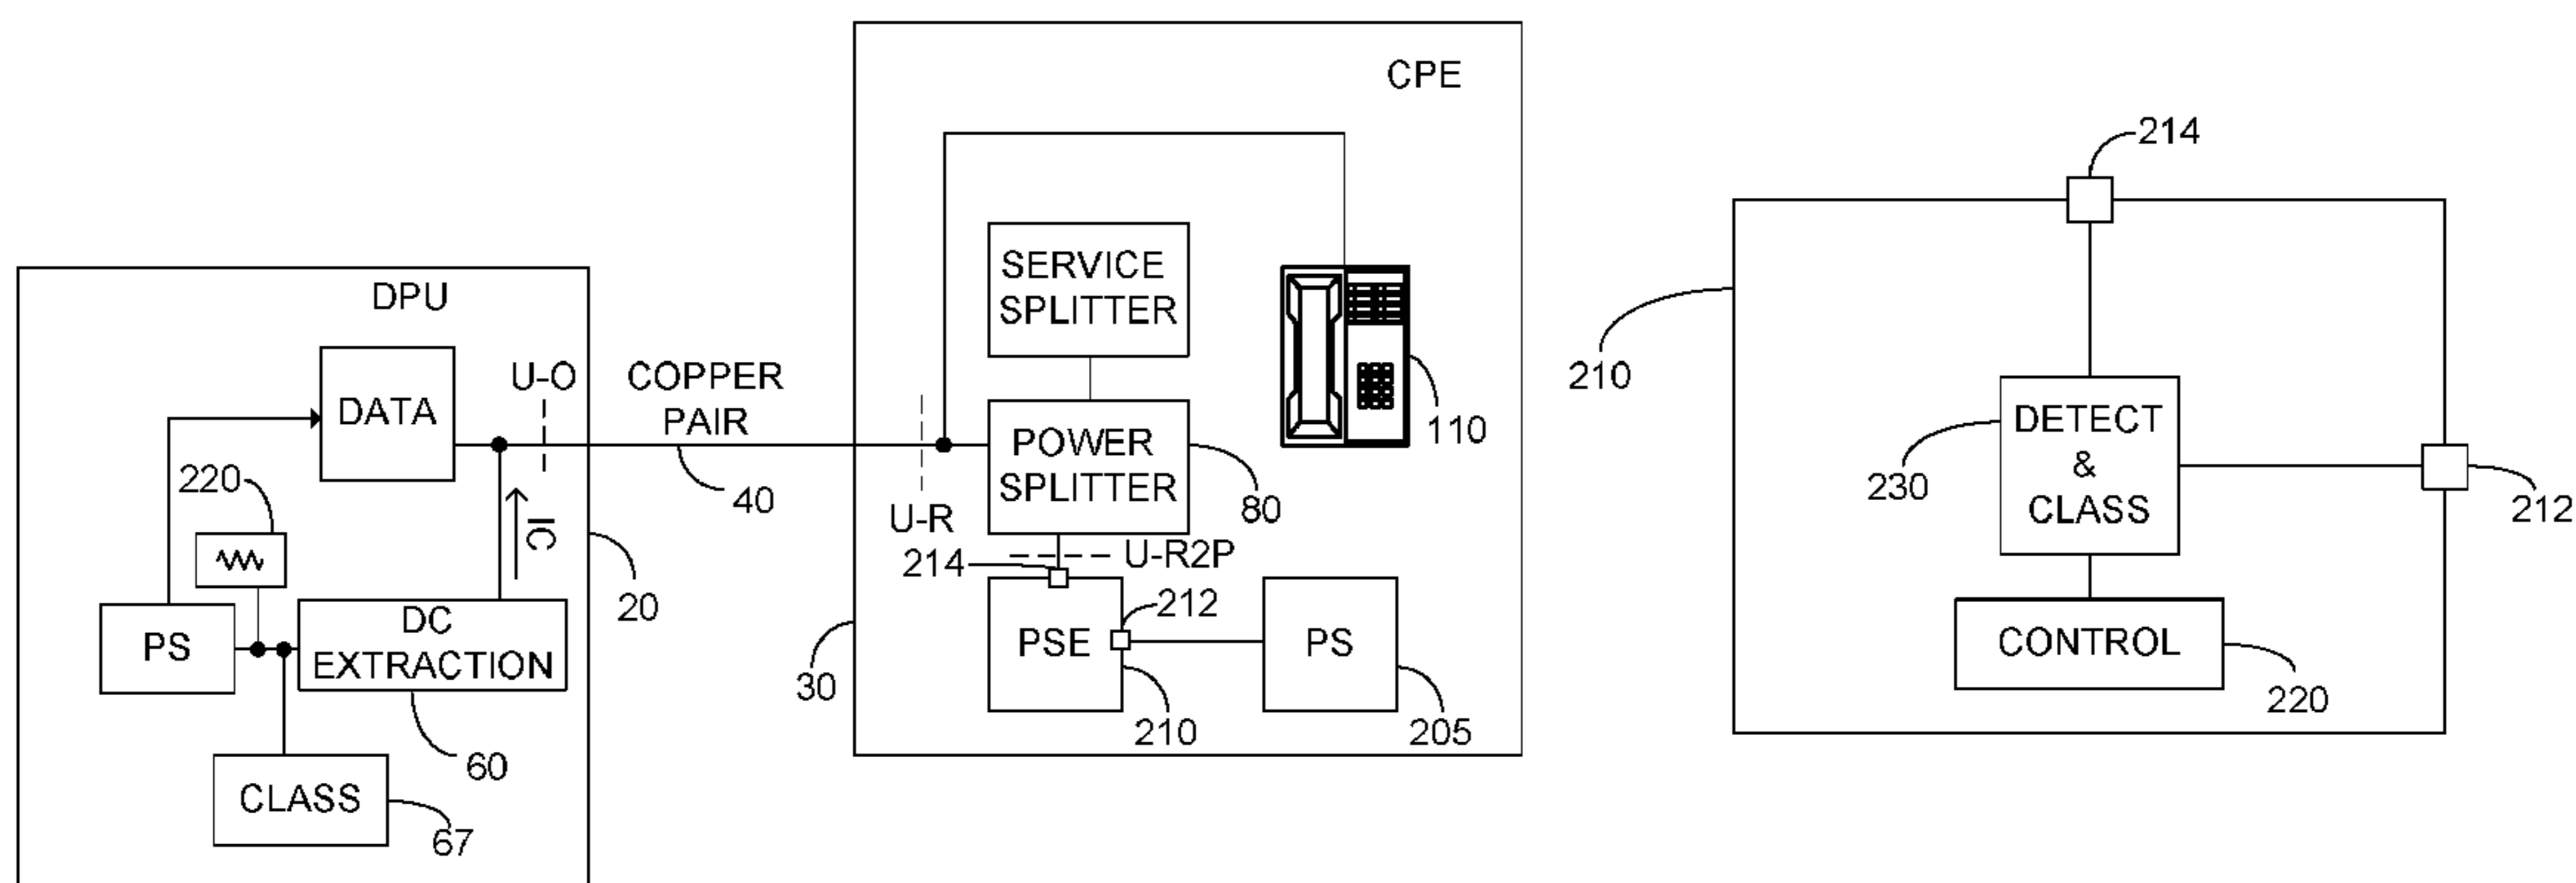 DPU
DATA
U-O
220
PS
DC
EXTRACTION
IC
CLASS
67
60
20
COPPER
PAIR
40
CPE
SERVICE
SPLITTER
POWER
SPLITTER
80
110
U-R
U-R2P
214
212
PSE
PS
30
210
205
214
210
DETECT
&
CLASS
230
212
CONTROL
220